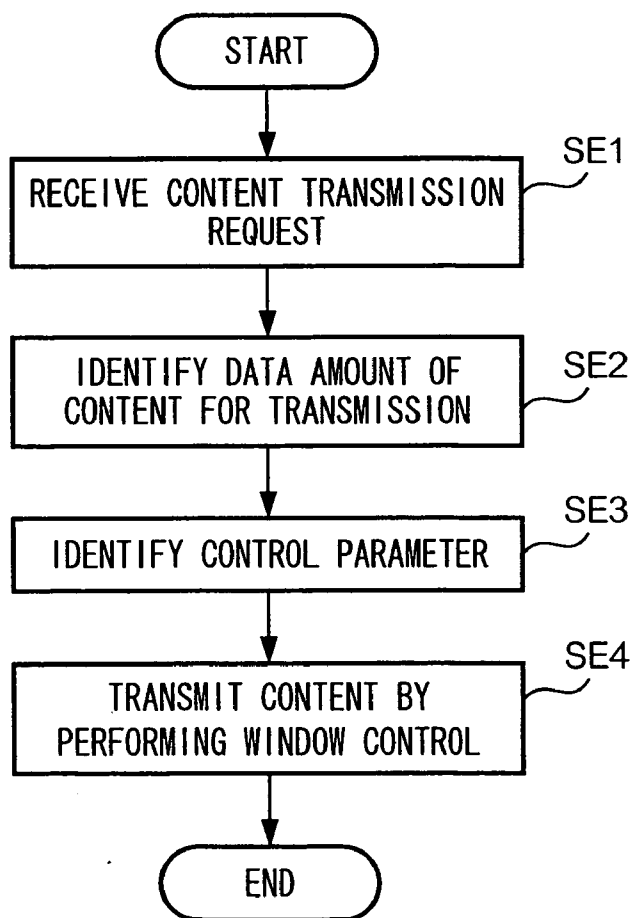 START
SE1
RECEIVE CONTENT TRANSMISSION
REQUEST
SE2
IDENTIFY DATA AMOUNT OF
CONTENT FOR TRANSMISSION
SE3
IDENTIFY CONTROL PARAMETER
SE4
TRANSMIT CONTENT BY
PERFORMING WINDOW CONTROL
END